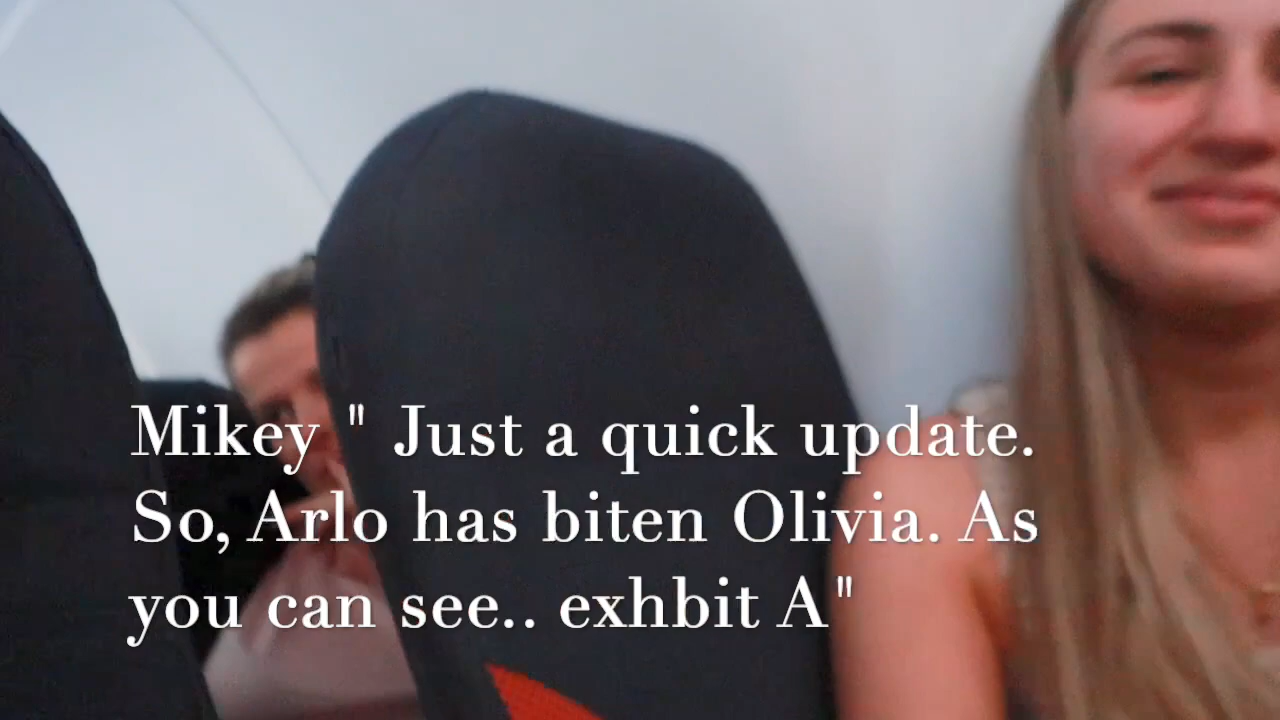 Mikey " Just a quick update.
So, Arlo has biten Olivia. As
you can see.. exhbit A"